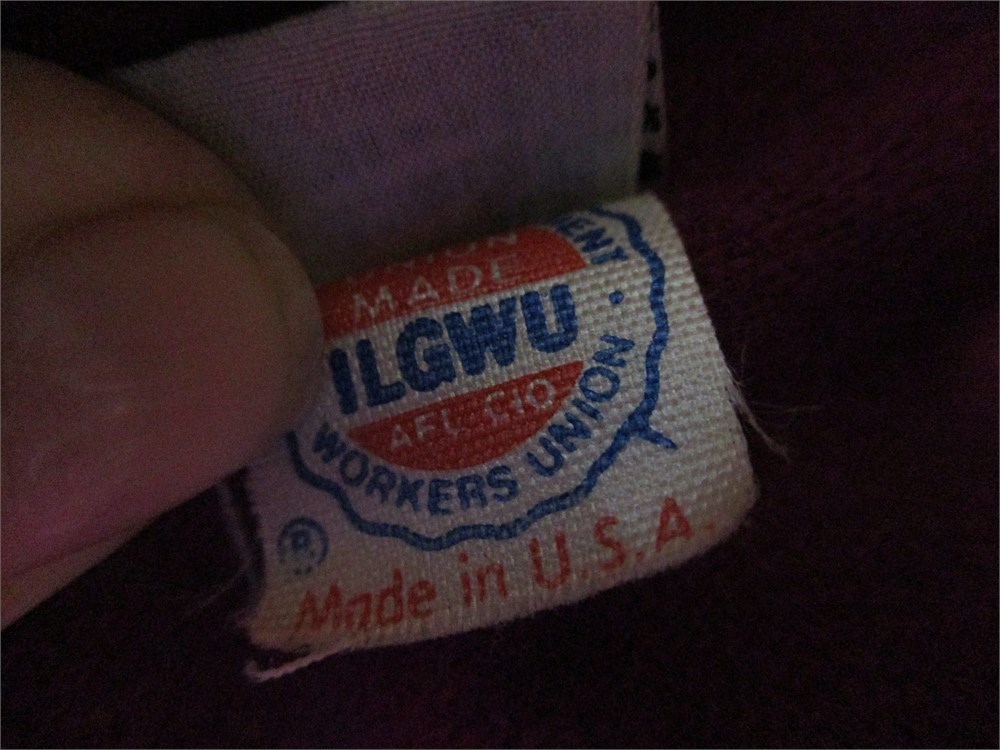 MADE
ILGWU
AFL-CIO
WORKERS UNION
®
Made in U.S.A.